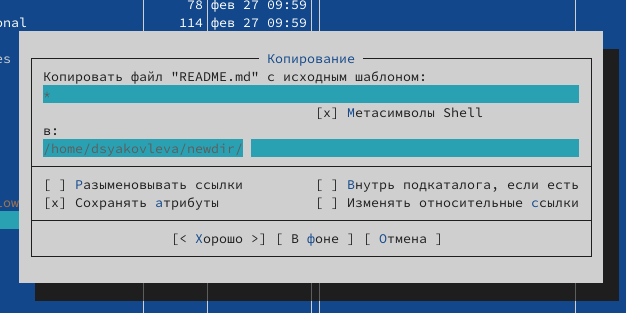 78 фев 27 09:59
onal 114 фев 27 09:59
es
Копирование
Копировать файл "README.md" с исходным шаблоном:
*
[x] Метасимволы Shell
в:
/home/dsyakovleva/newdir/
[ ] Разыменовывать ссылки [ ] Внутрь подкаталога, если есть
low [x] Сохранять атрибуты [ ] Изменять относительные ссылки
[< Хорошо >] [ В фоне ] [ Отмена ]